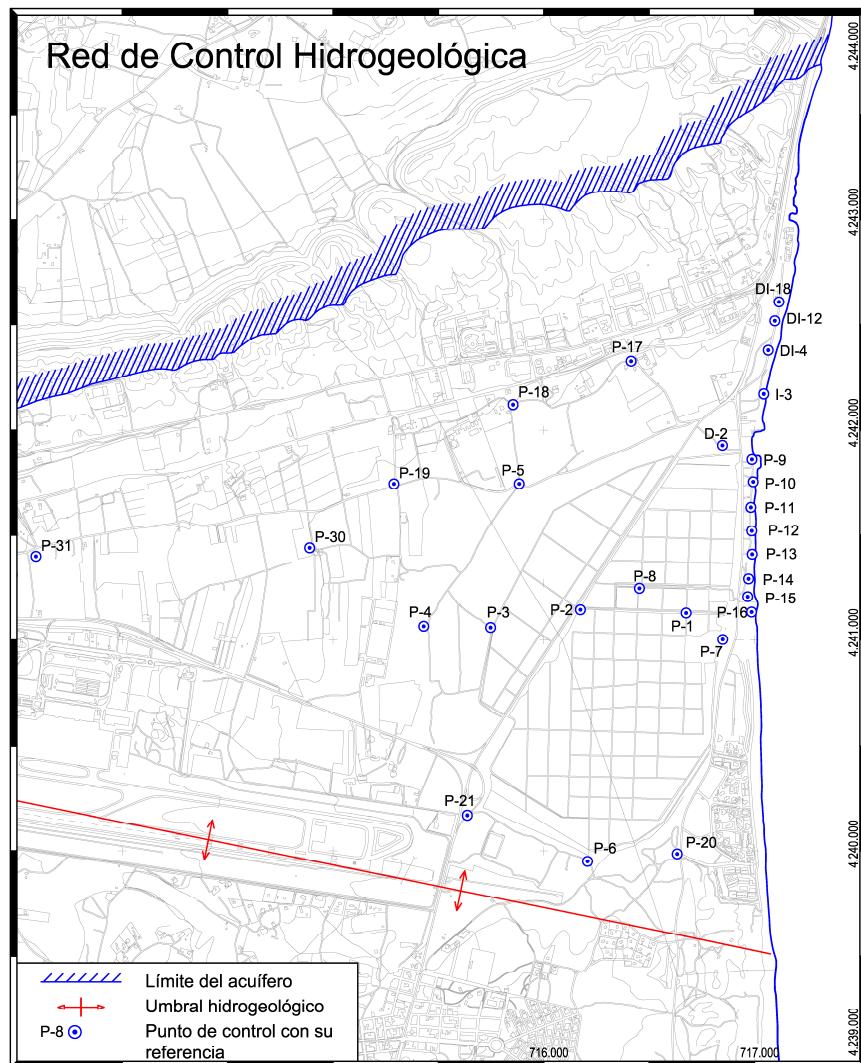 Red de Control Hidrogeológica
4.244.000
4.243.000
DI-18
DI-12
DI-4
P-17
I-3
P-18
4.242.000
D-2
P-9
P-19
P-5
P-10
P-11
P-12
P-30
P-31
P-13
P-8
P-14
P-15
P-4
P-3
P-2
P-1
P-16
4.241.000
P-7
P-21
P-6
P-20
4.240.000
Límite del acuífero
Umbral hidrogeológico
P-8 Punto de control con su
referencia
716.000
717.000
4.239.000